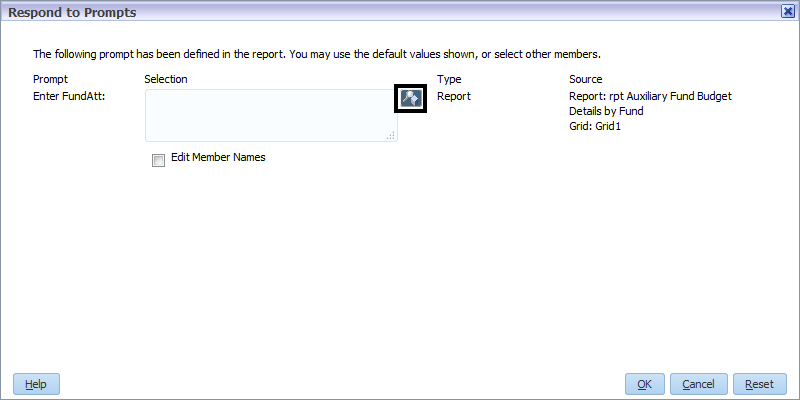 Respond to Prompts
The following prompt has been defined in the report. You may use the default values shown, or select other members.
Prompt Selection Type Source
Enter FundAtt: Report Report: rpt Auxiliary Fund Budget
Details by Fund
Grid: Grid1
Edit Member Names
Help OK Cancel Reset